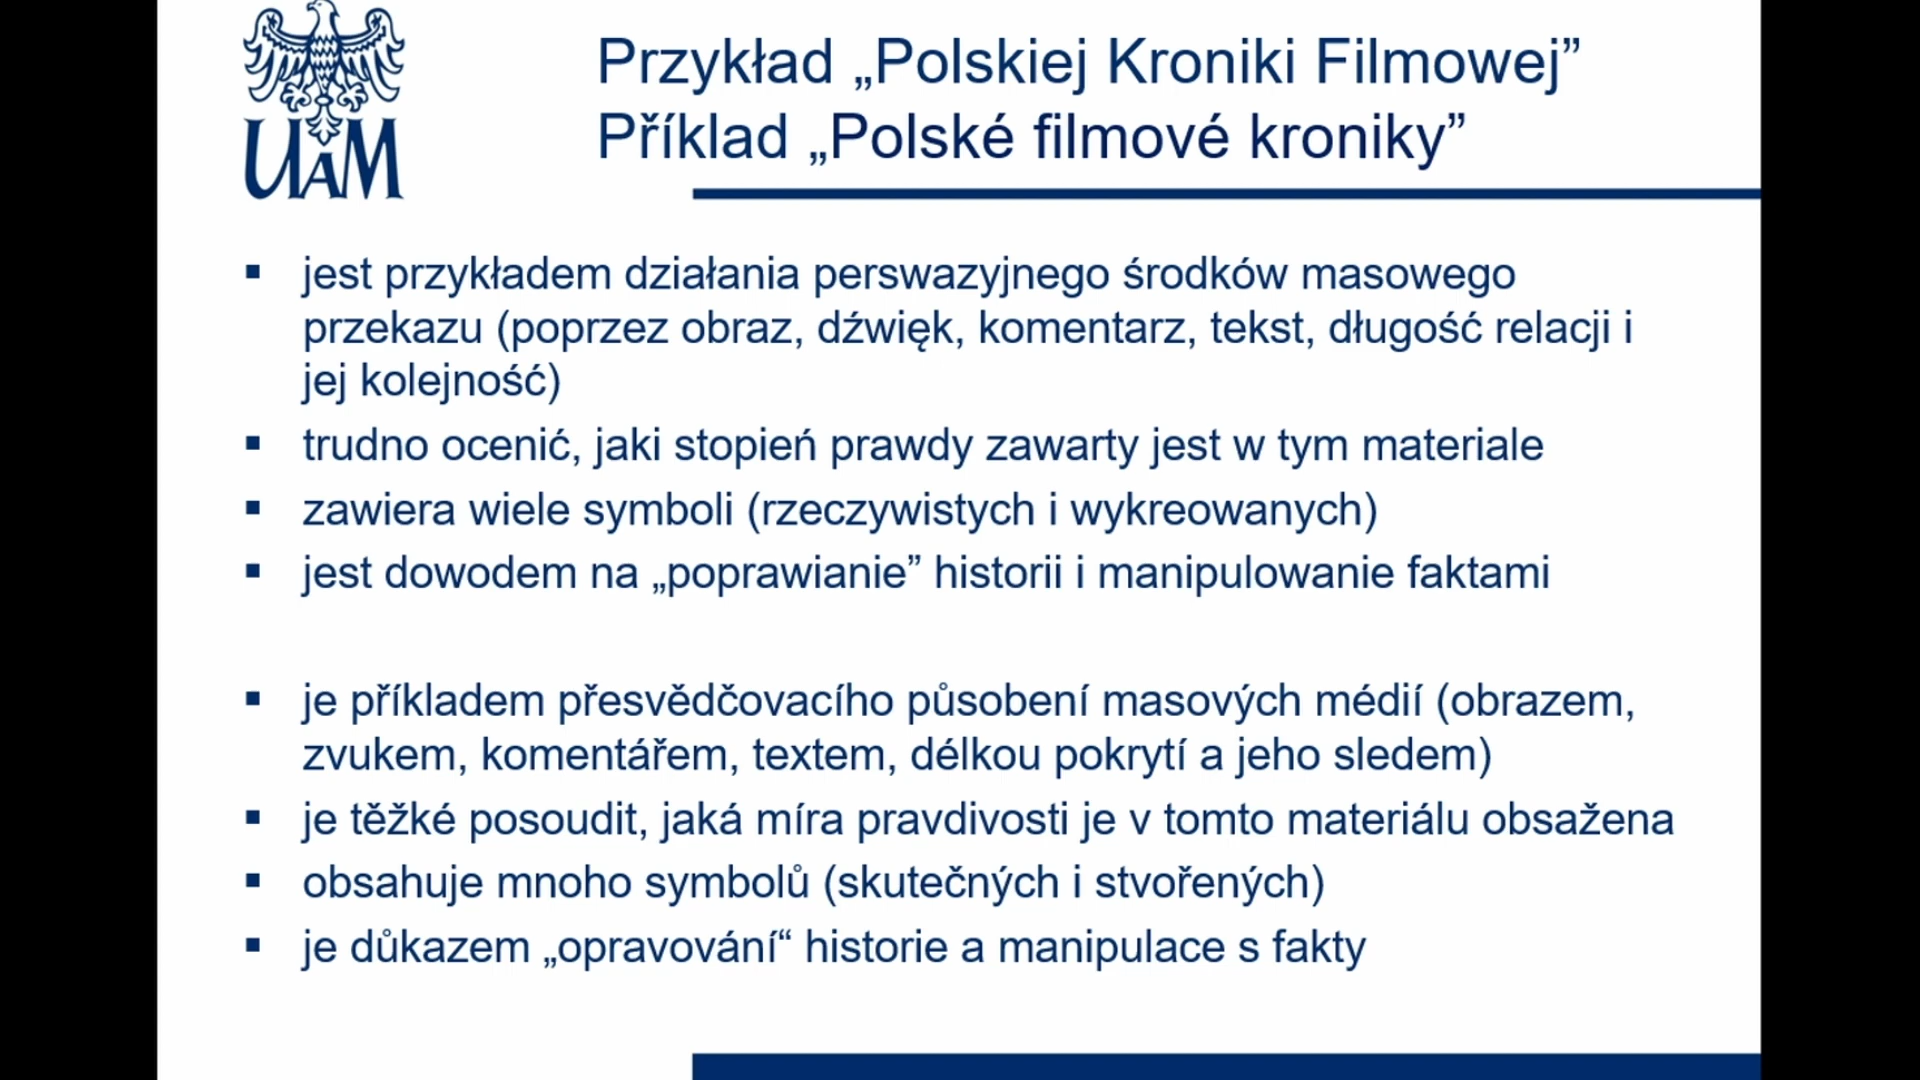 UAM
Przykład „Polskiej Kroniki Filmowej”
Příklad „Polské filmové kroniky”
▪ jest przykładem działania perswazyjnego środków masowego
przekazu (poprzez obraz, dźwięk, komentarz, tekst, długość relacji i
jej kolejność)
▪ trudno ocenić, jaki stopień prawdy zawarty jest w tym materiale
▪ zawiera wiele symboli (rzeczywistych i wykreowanych)
▪ jest dowodem na „poprawianie” historii i manipulowanie faktami
▪ je příkladem přesvědčovacího působení masových médií (obrazem,
zvukem, komentářem, textem, délkou pokrytí a jeho sledem)
▪ je těžké posoudit, jaká míra pravdivosti je v tomto materiálu obsažena
▪ obsahuje mnoho symbolů (skutečných i stvořených)
▪ je důkazem „opravování“ historie a manipulace s fakty